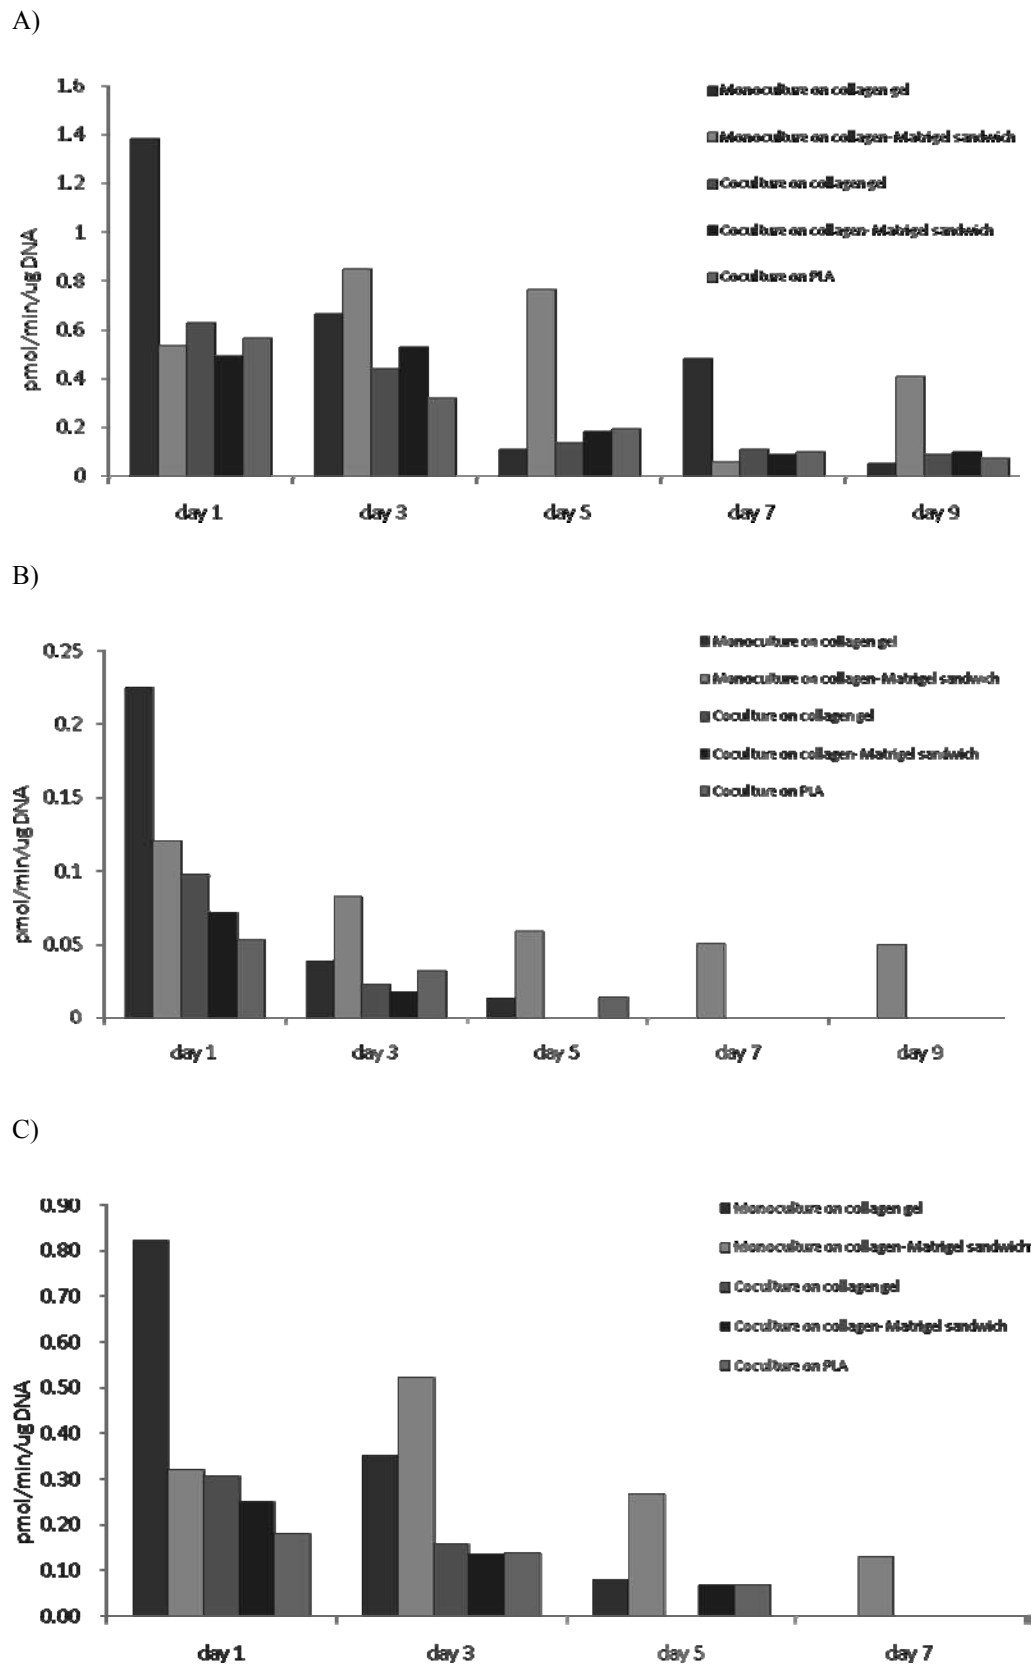 A)
1.6
1.4
1.2
1
0.8
0.6
0.4
0.2
0
pmol/min/ug DNA
Monoculture on collagen gel
Monoculture on collagen-Matrigel sandwich
Coculture on collagen gel
Coculture on collagen-Matrigel sandwich
Coculture on PLA
day 1 day 3 day 5 day 7 day 9
B)
0.25
0.2
0.15
0.1
0.05
0
pmol/min/ug DNA
Monoculture on collagen gel
Monoculture on collagen-Matrigel sandwich
Coculture on collagen gel
Coculture on collagen-Matrigel sandwich
Coculture on PLA
day 1 day 3 day 5 day 7 day 9
C)
0.90
0.80
0.70
0.60
0.50
0.40
0.30
0.20
0.10
0.00
pmol/min/ug DNA
Monoculture on collagen gel
Monoculture on collagen-Matrigel sandwich
Coculture on collagen gel
Coculture on collagen-Matrigel sandwich
Coculture on PLA
day 1 day 3 day 5 day 7